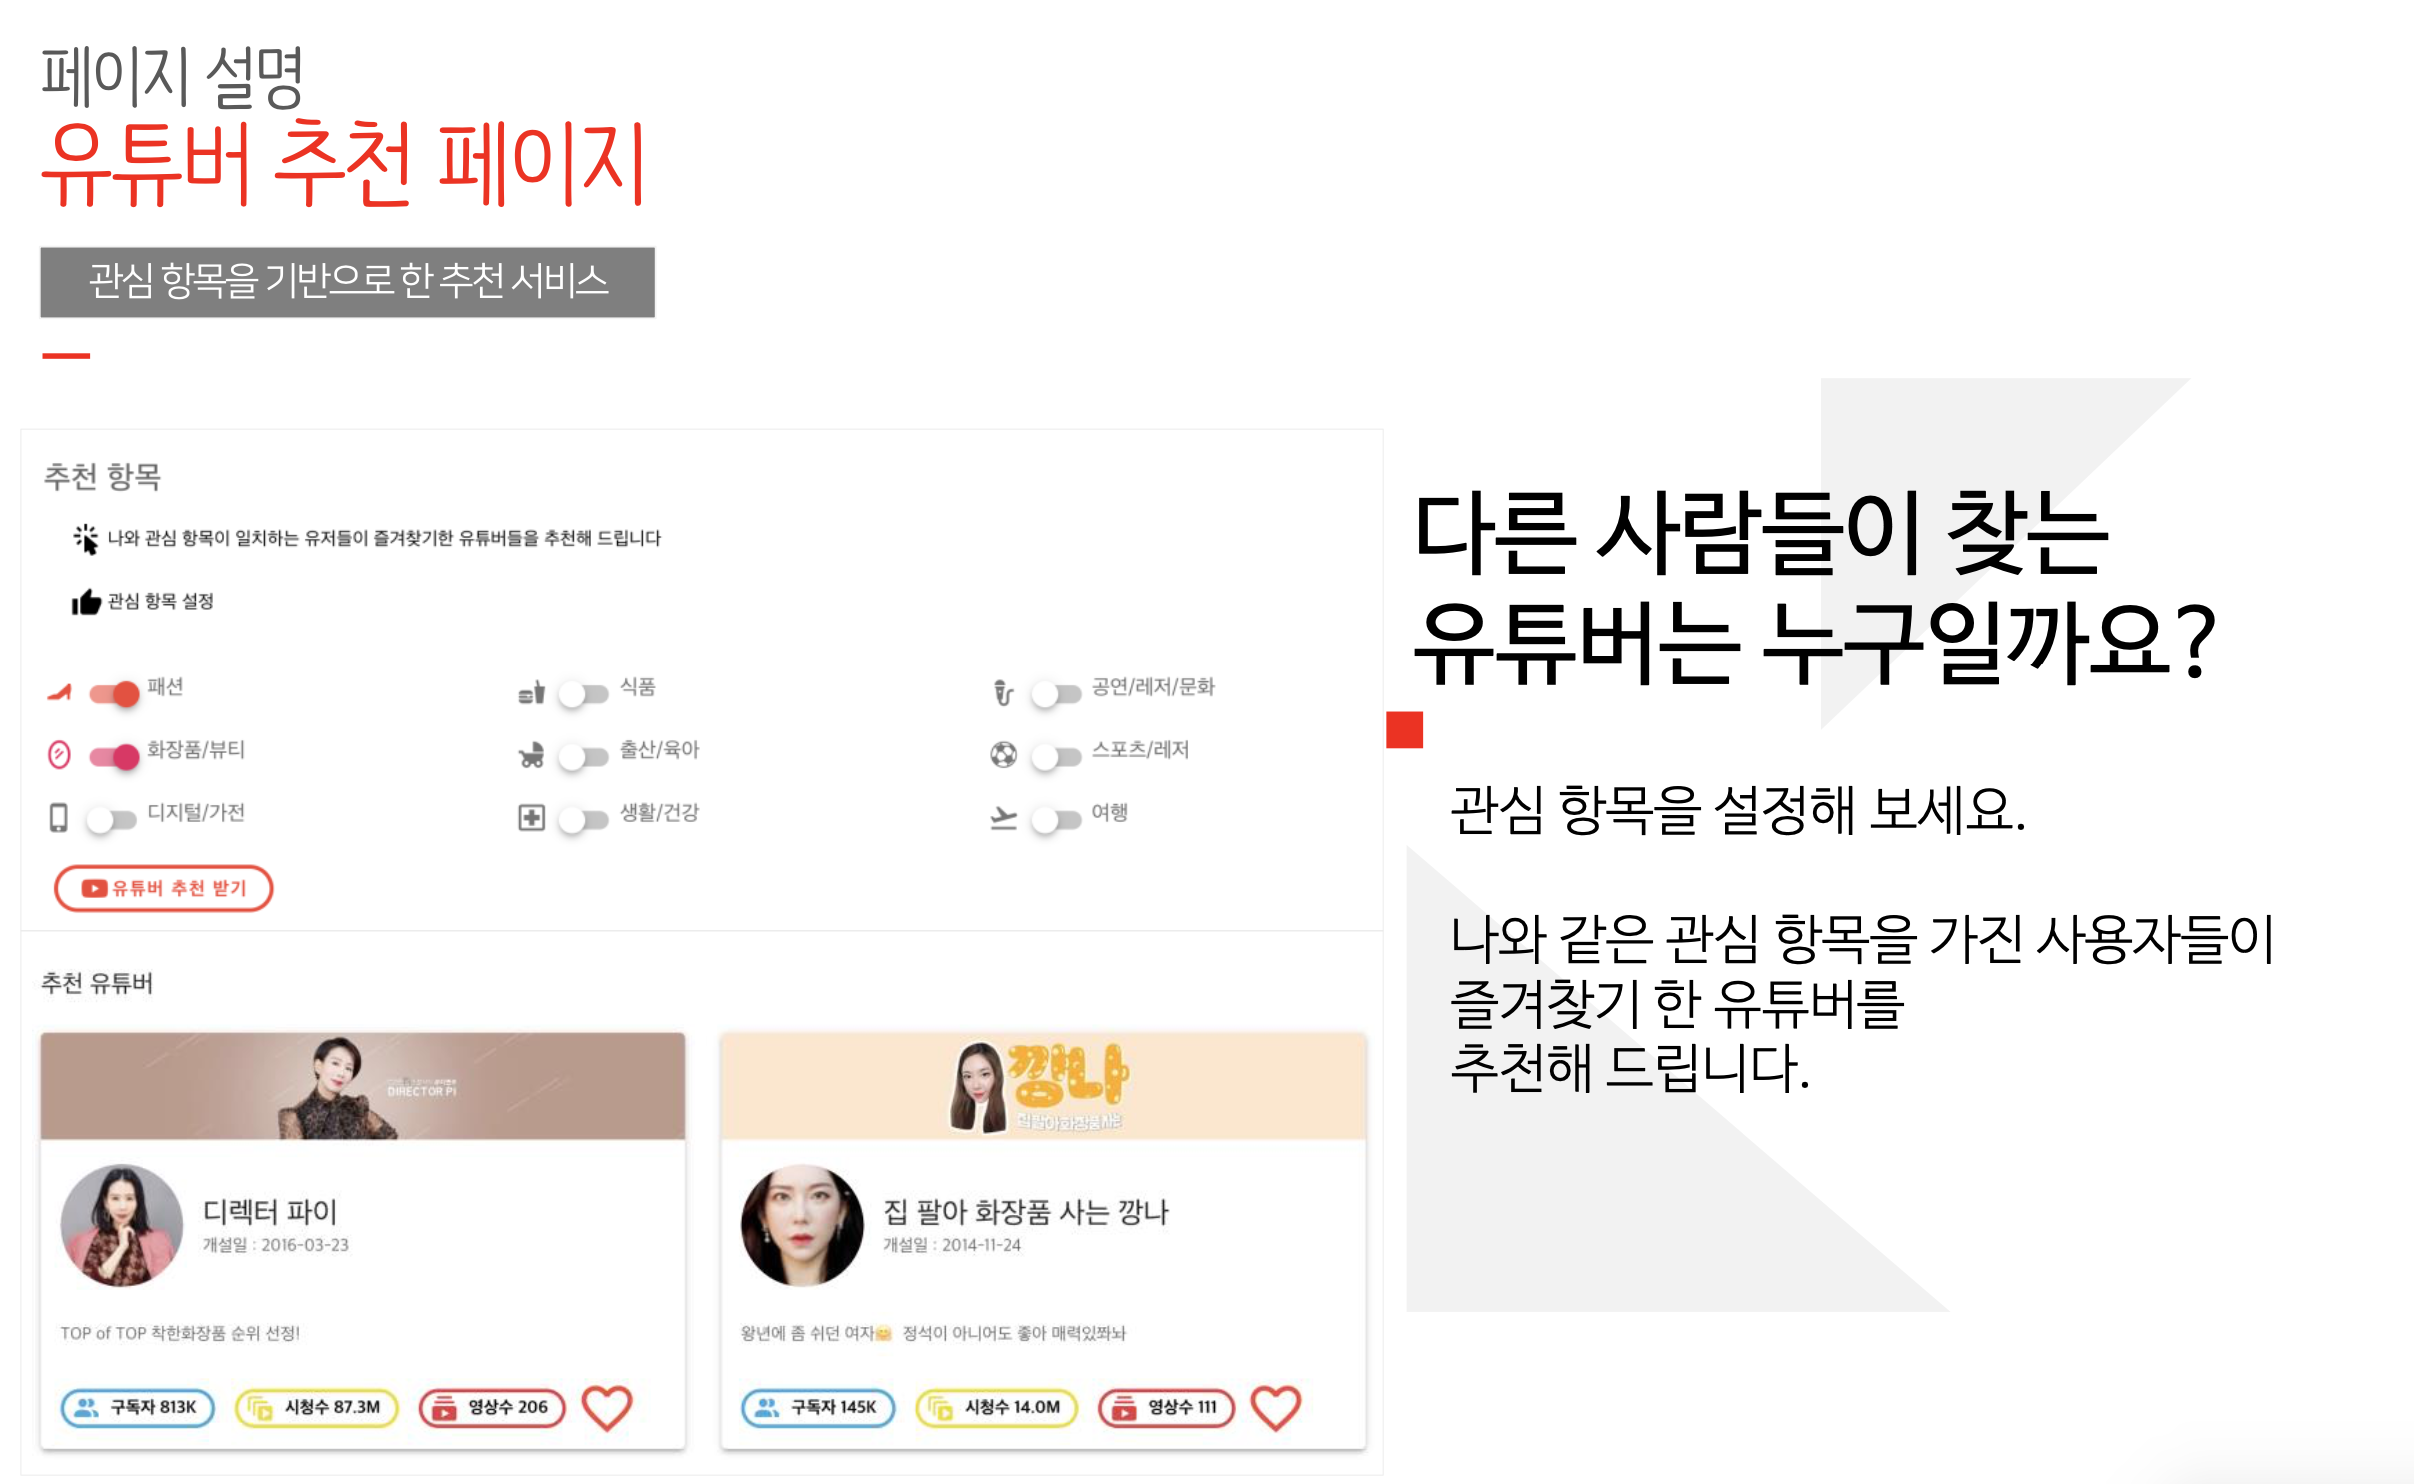 페이지 설명
유튜버 추천 페이지
관심 항목을 기반으로 한 추천 서비스
추천 항목
나와 관심 항목이 일치하는 유저들이 즐겨찾기한 유튜버들을 추천해 드립니다
관심 항목 설정
패션
식품
공연/레저/문화
화장품/뷰티
출산/육아
스포츠/레저
디지털/가전
생활/건강
여행
유튜버 추천 받기
추천 유튜버
DIRECTOR PI
깡나
집팔아화장품사는
디렉터 파이
개설일 : 2016-03-23
TOP of TOP 착한화장품 순위 선정!
구독자 813K
시청수 87.3M
영상수 206
집 팔아 화장품 사는 깡나
개설일 : 2014-11-24
왕년에 좀 쉬던 여자🤗 정석이 아니어도 좋아 매력있쫘놔
구독자 145K
시청수 14.0M
영상수 111
다른 사람들이 찾는
유튜버는 누구일까요?
관심 항목을 설정해 보세요.
나와 같은 관심 항목을 가진 사용자들이
즐겨찾기 한 유튜버를
추천해 드립니다.